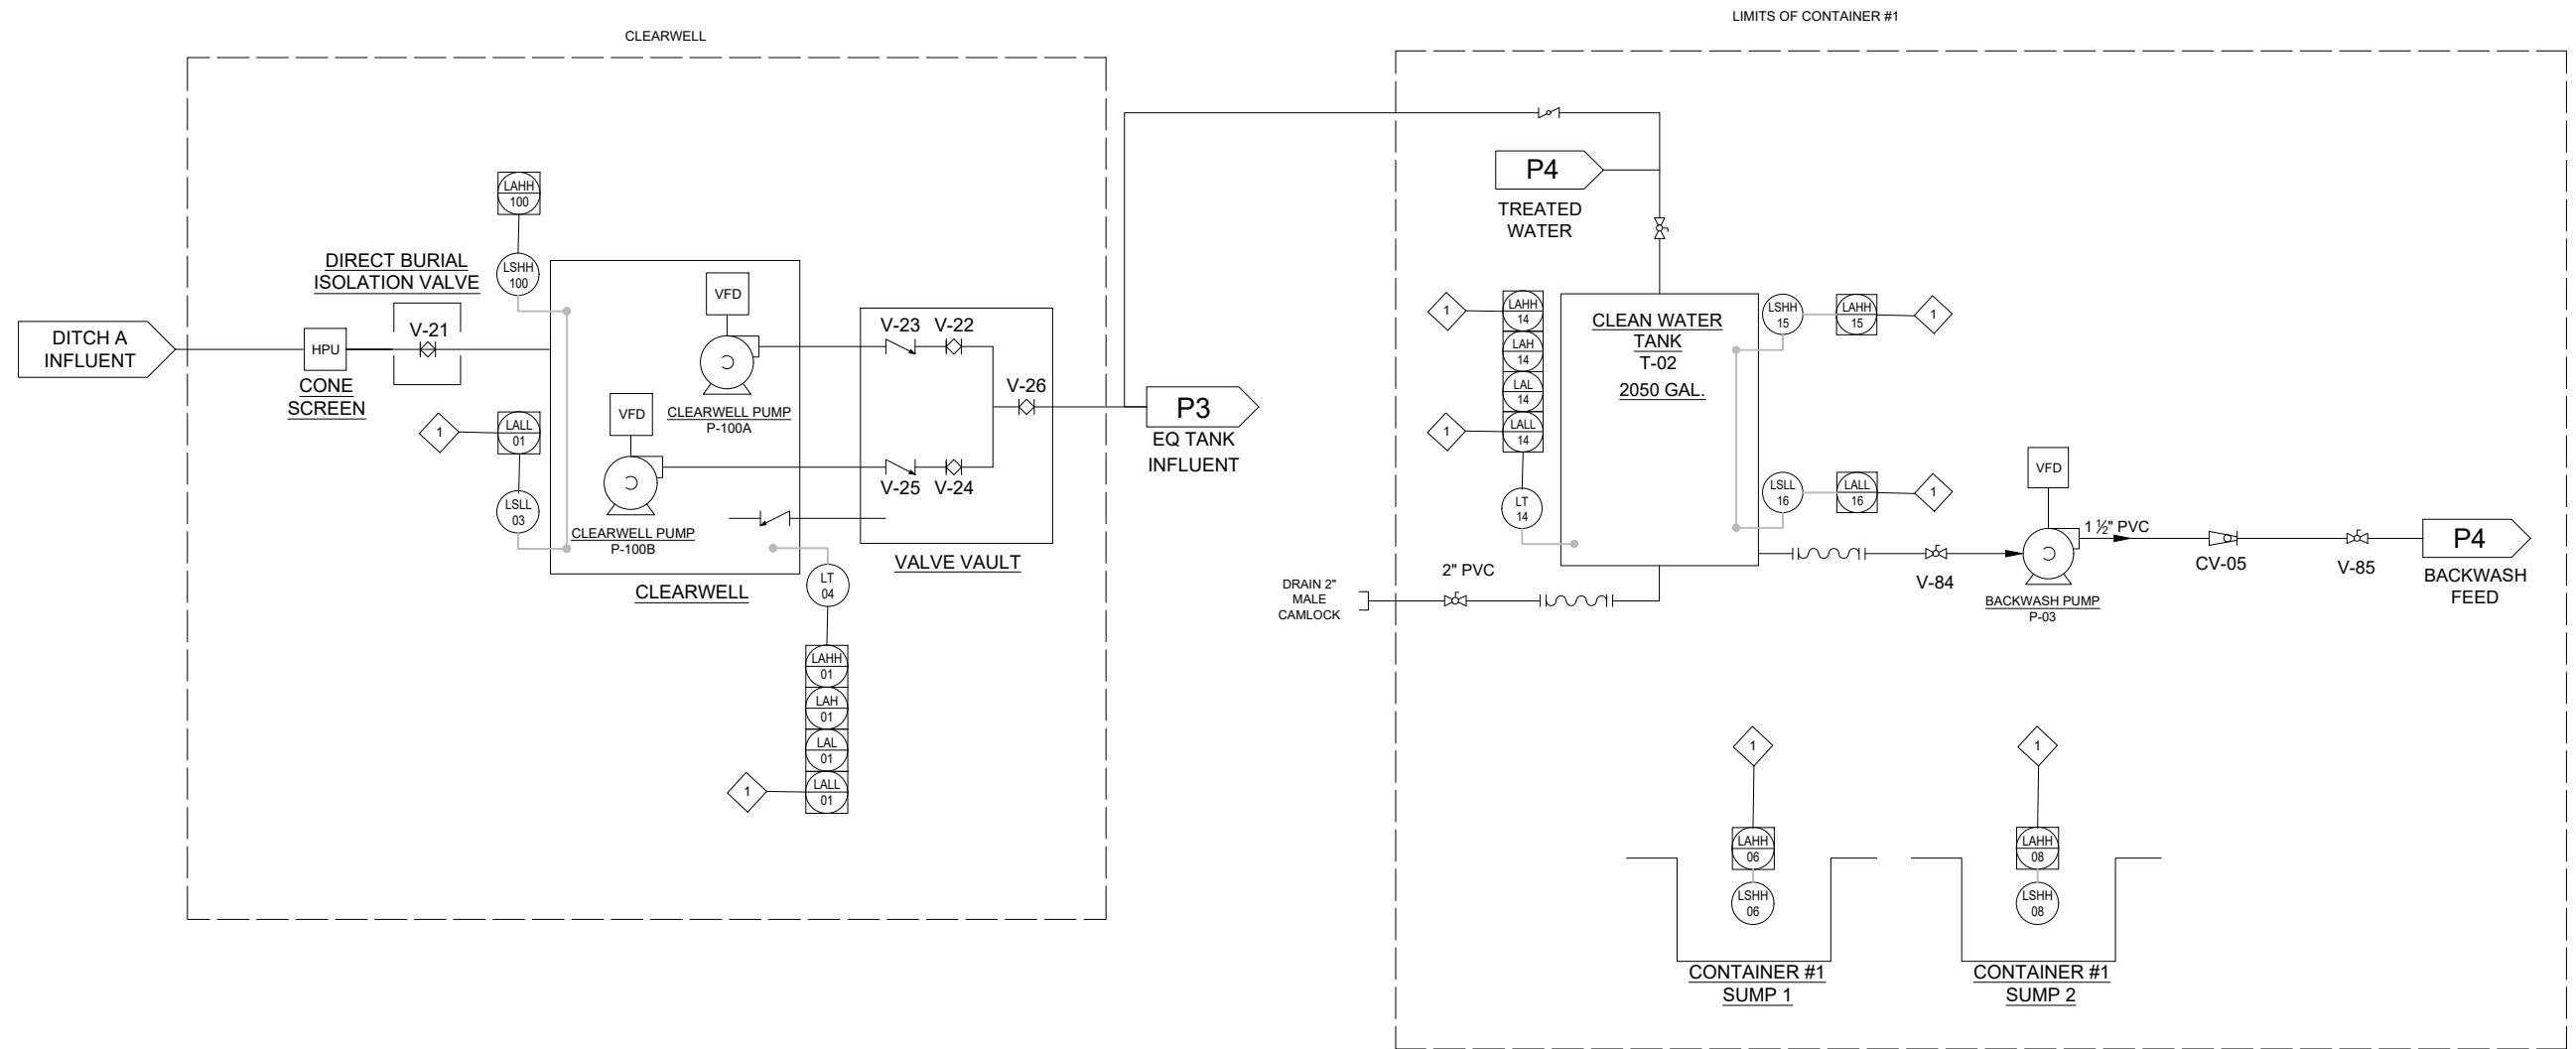 LIMITS OF CONTAINER #1
CLEARWELL
LAHH
100
LSHH
100
DIRECT BURIAL
ISOLATION VALVE
V-21
DITCH A
INFLUENT
HPU
CONE
SCREEN
1
LALL
01
LSLL
03
VFD
CLEARWELL PUMP
P-100A
VFD
CLEARWELL PUMP
P-100B
CLEARWELL
V-23
V-22
V-25
V-24
V-26
VALVE VAULT
LT
04
LAHH
01
LAH
01
LAL
01
LALL
01
1
P3
EQ TANK
INFLUENT
P4
TREATED
WATER
1
LAHH
14
LAH
14
LAL
14
1
LALL
14
LT
14
CLEAN WATER
TANK
T-02
2050 GAL.
LSHH
15
LAHH
15
1
LSLL
16
LALL
16
1
DRAIN 2"
MALE
CAMLOCK
2" PVC
V-84
VFD
BACKWASH PUMP
P-03
1 ½" PVC
CV-05
V-85
P4
BACKWASH
FEED
1
LAHH
06
LSHH
06
CONTAINER #1
SUMP 1
1
LAHH
08
LSHH
08
CONTAINER #1
SUMP 2